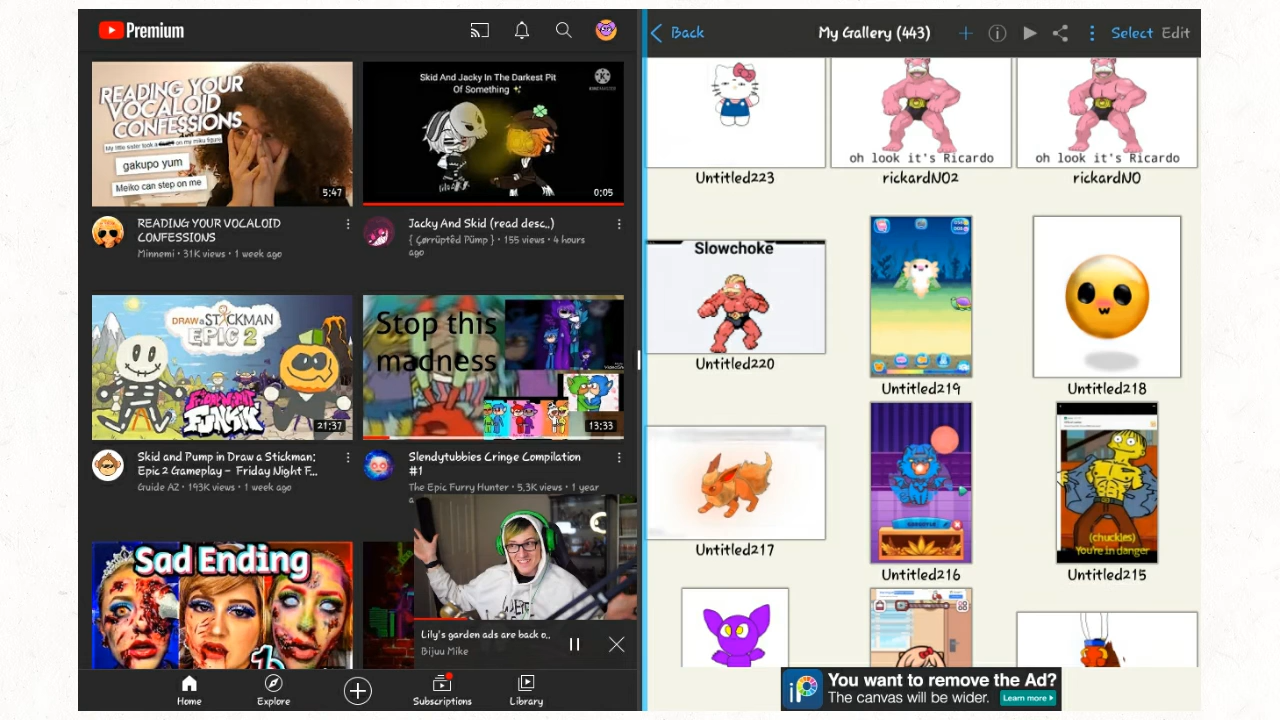 Premium
READING YOUR
VOCALOID
CONFESSIONS
gakupo yum
Meiko can step on me
5:47
READING YOUR VOCALOID
CONFESSIONS
Minnemi • 31K views • 1 week ago
Skid And Jacky In The Darkest Pit
Of Something ✨
KINEMASTER
0:05
Jacky And Skid (read desc,,)
{ Çørrüptêd Pümp } • 155 views • 4 hours
ago
DRAW a STICKMAN
EPIC 2
FRIDAY NIGHT
FUNKIN
21:37
Skid and Pump in Draw a Stickman:
Epic 2 Gameplay - Friday Night F...
Guide AZ • 193K views • 1 week ago
Stop this
madness
13:33
Slendytubbies Cringe Compilation
#1
The Epic Furry Hunter • 5,3K views • 1 year
Sad Ending
Lily's garden ads are back o..
Bijuu Mike
Home
Explore
Subscriptions
Library
Back
My Gallery (443)
Select
Edit
oh look it's Ricardo
oh look it's Ricardo
Untitled223
rickardNO2
rickardNO
Slowchoke
Untitled220
Untitled219
Untitled218
Untitled217
Untitled216
(chuckles)
You're in danger
Untitled215
iP
You want to remove the Ad?
The canvas will be wider.
Learn more